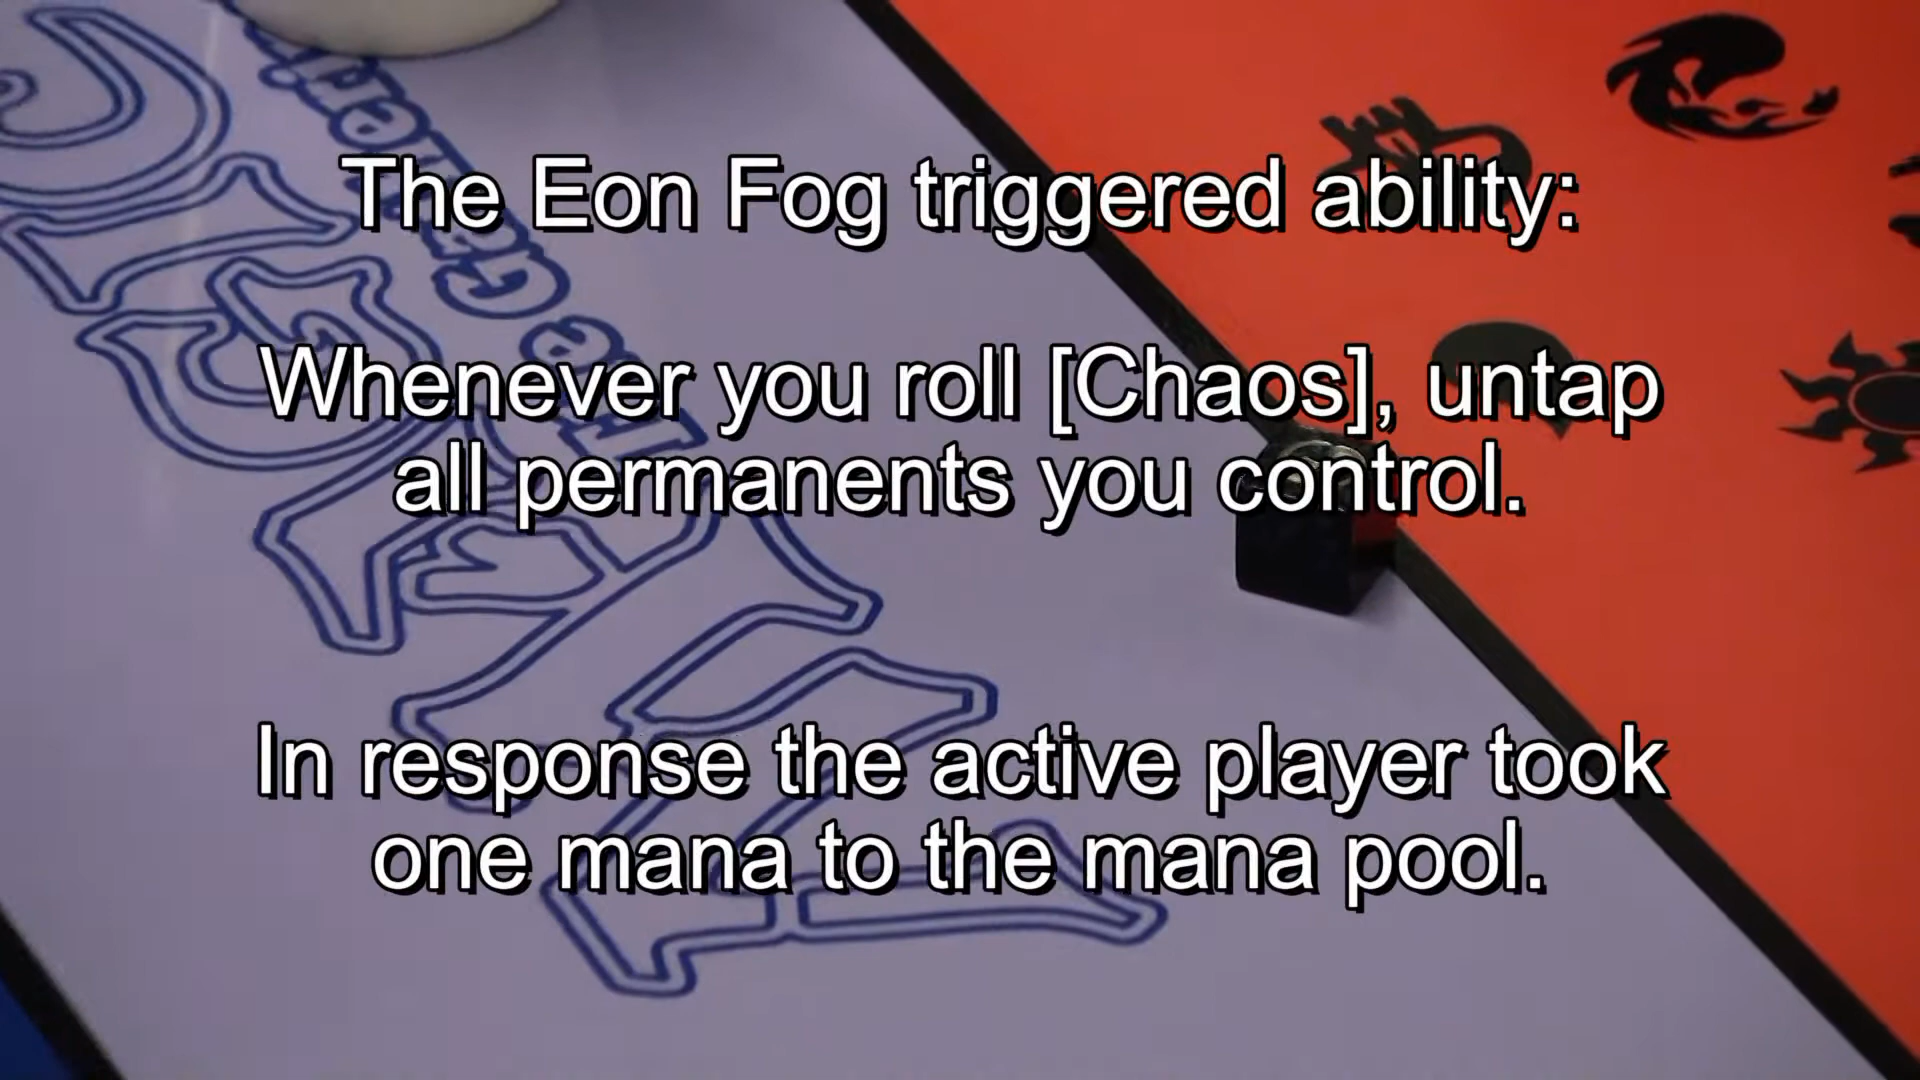 The Eon Fog triggered ability:
Whenever you roll [Chaos], untap
all permanents you control.
In response the active player took
one mana to the mana pool.